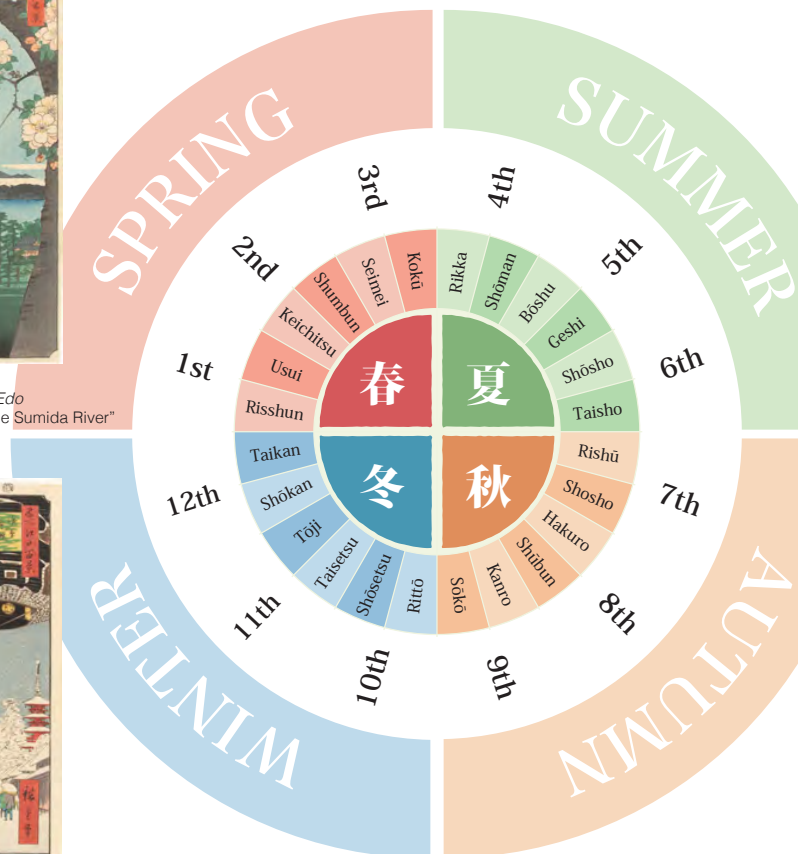 SPRING
SUMMER
AUTUMN
WINTER
1st
2nd
3rd
4th
5th
6th
7th
8th
9th
10th
11th
12th
Risshun
Usui
Keichitsu
Shumbun
Seimei
Kokū
Rikka
Shōman
Bōshu
Geshi
Shōsho
Taisho
Rishū
Shosho
Hakuro
Shūbun
Kanro
Sōkō
Rittō
Shōsetsu
Taisetsu
Tōji
Shōkan
Taikan
春
夏
秋
冬
Edo
e Sumida River”